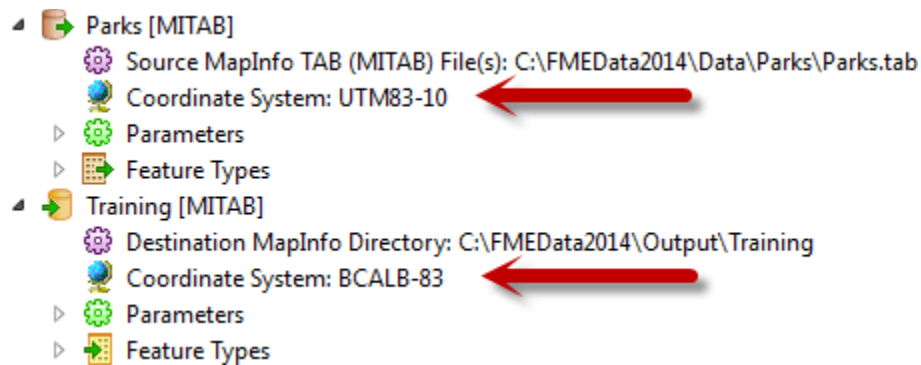 Parks [MITAB]
Source MapInfo TAB (MITAB) File(s): C:\FMEData2014\Data\Parks\Parks.tab
Coordinate System: UTM83-10
Parameters
Feature Types
Training [MITAB]
Destination MapInfo Directory: C:\FMEData2014\Output\Training
Coordinate System: BCALB-83
Parameters
Feature Types